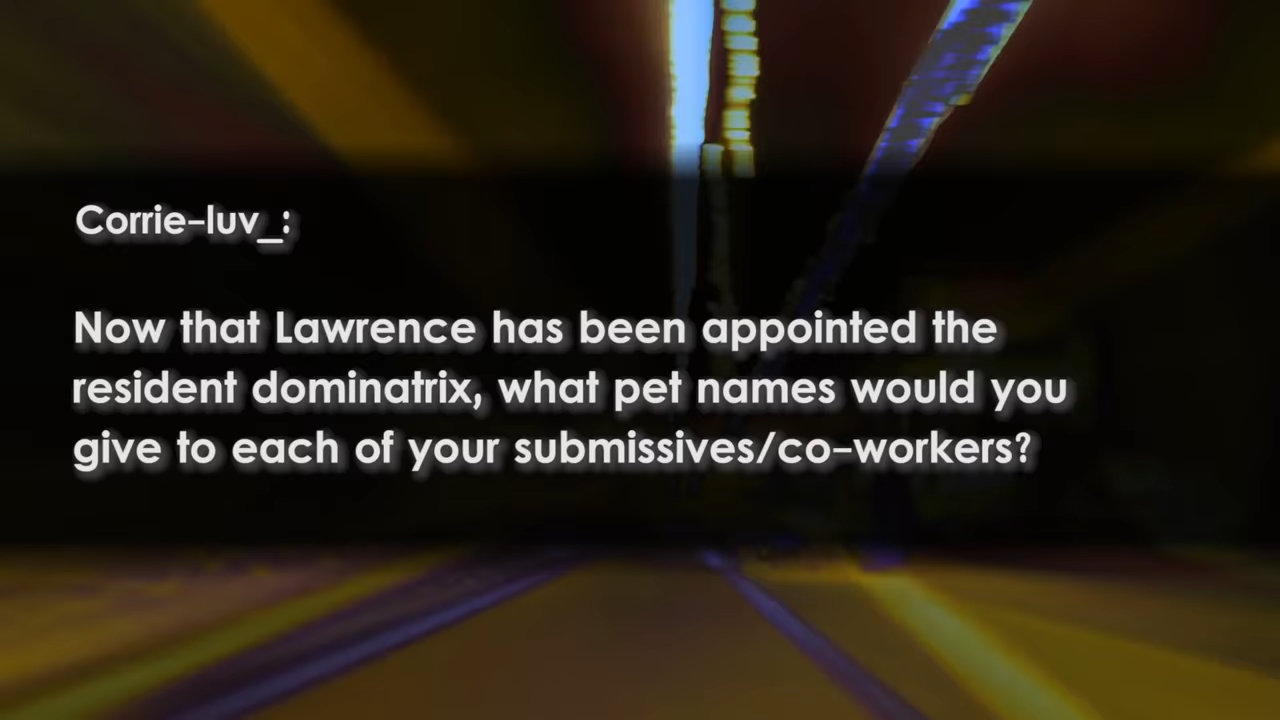 Corrie-luv_:
Now that Lawrence has been appointed the
resident dominatrix, what pet names would you
give to each of your submissives/co-workers?